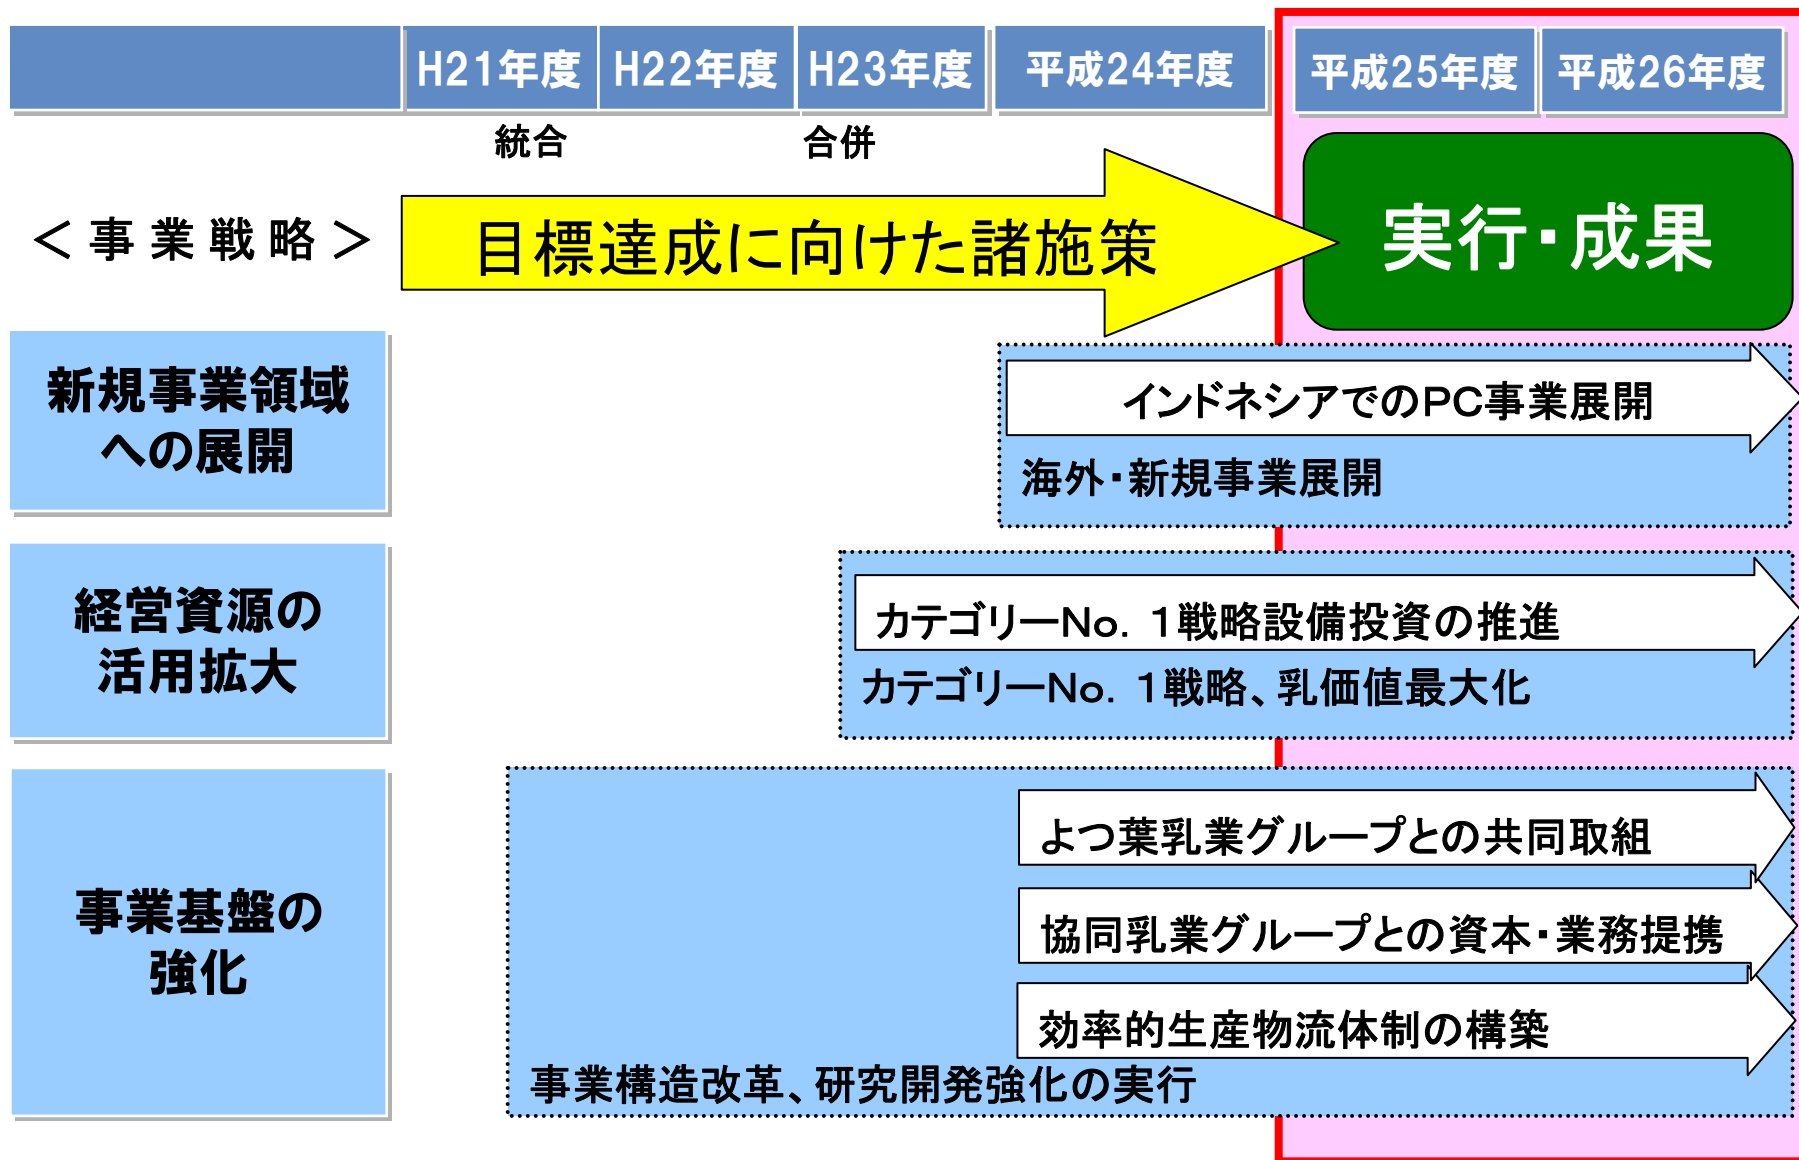 H21年度 H22年度 H23年度 平成24年度 平成25年度 平成26年度
統合 合併
＜事業戦略＞ 目標達成に向けた諸施策 実行・成果
新規事業領域
への展開
インドネシアでのPC事業展開
海外・新規事業展開
経営資源の
活用拡大
カテゴリーNo．1戦略設備投資の推進
カテゴリーNo．1戦略、乳価値最大化
事業基盤の
強化
よつ葉乳業グループとの共同取組
協同乳業グループとの資本・業務提携
効率的生産物流体制の構築
事業構造改革、研究開発強化の実行